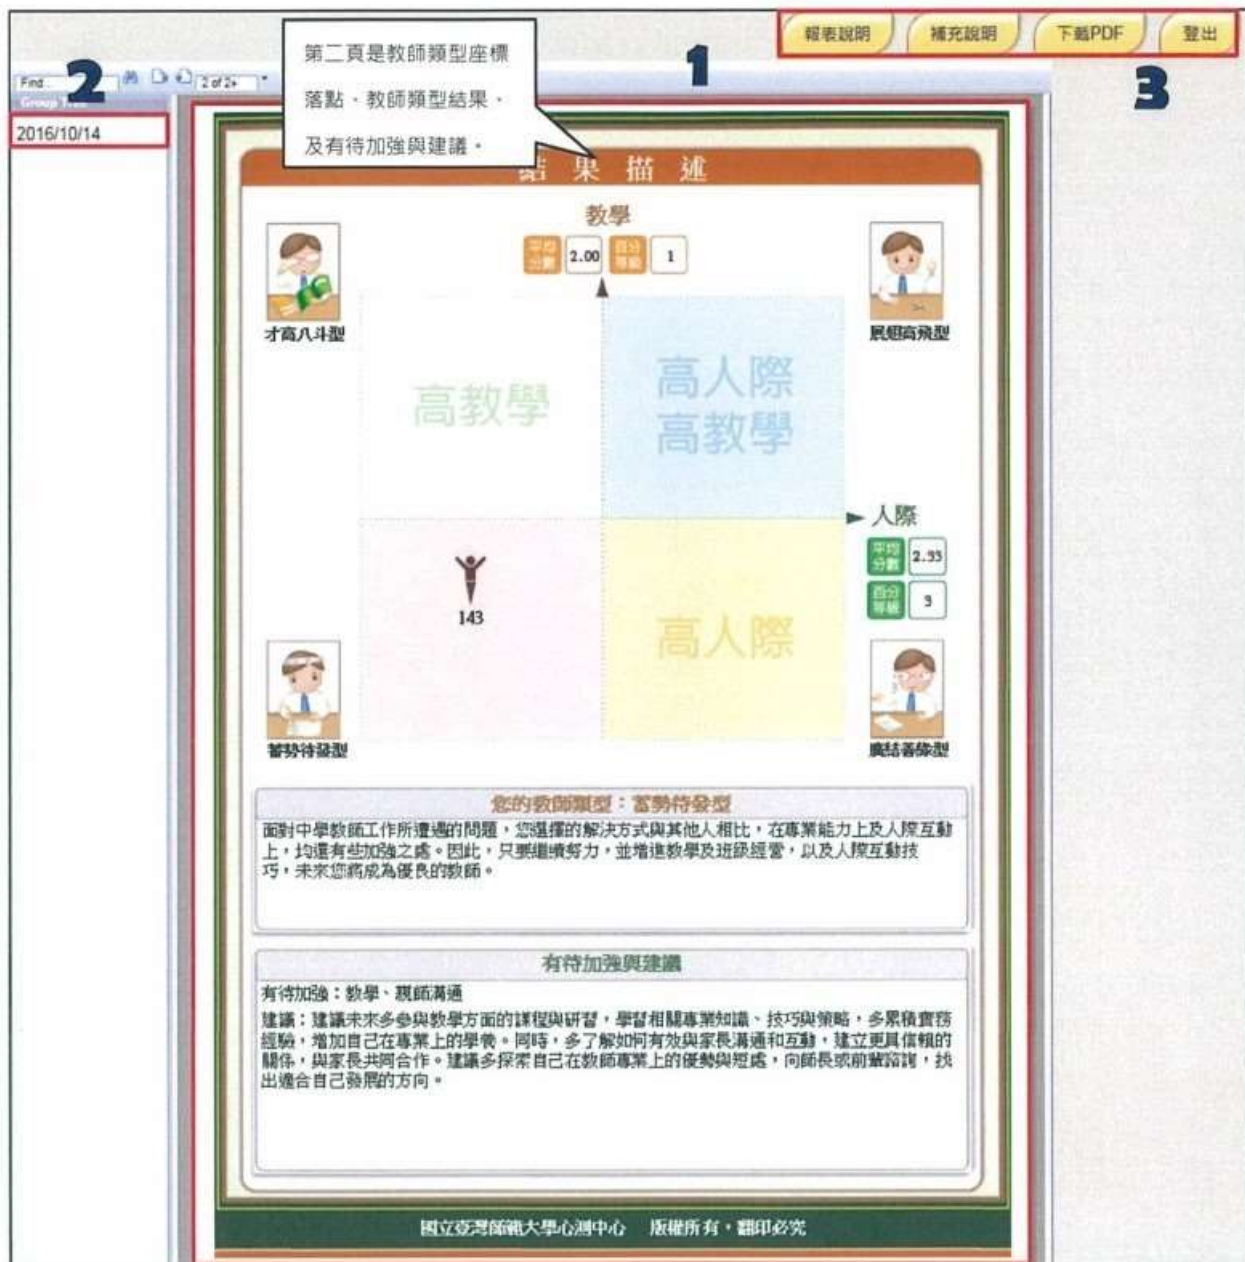 報表說明 補充說明 下載PDF 登出
1
2
3
第二頁是教師類型座標
落點、教師類型結果、
及有待加強與建議。
Find...
2 of 2+
Group Tree
2016/10/14
結果描述
教學
平均分數 2.00 百分等級 1
才高八斗型
展翅高飛型
高教學
高人際
高教學
人際
平均分數 2.33
百分等級 3
143
高人際
蓄勢待發型
廣結善緣型
您的教師類型：蓄勢待發型
面對中學教師工作所遭遇的問題，您選擇的解決方式與其他人相比，在專業能力上及人際互動
上，均還有些加強之處。因此，只要繼續努力，並增進教學及班級經營，以及人際互動技
巧，未來您將成為優良的教師。
有待加強與建議
有待加強：教學、親師溝通
建議：建議未來多參與教學方面的課程與研習，學習相關專業知識、技巧與策略，多累積實務
經驗，增加自己在專業上的學養。同時，多了解如何有效與家長溝通和互動，建立更具信賴的
關係，與家長共同合作。建議多探索自己在教師專業上的優勢與短處，向師長或前輩諮詢，找
出適合自己發展的方向。
國立臺灣師範大學心測中心 版權所有，翻印必究